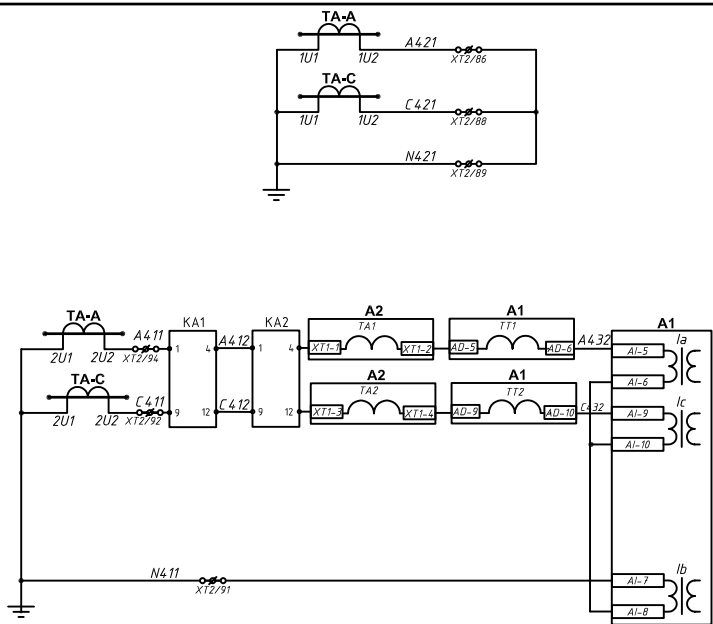 TA-A
1U1 1U2 A421 XT2/86
TA-C
1U1 1U2 C421 XT2/88
N421
XT2/89
TA-A
2U1 2U2 A411 XT2/94
TA-C
2U1 2U2 C411 XT2/92
KA1
1 4
9 12
A412
C412
KA2
1 4
9 12
A2
TA1
XT1-1 XT1-2
A1
TT1
AD-5 AD-6
A432
A2
TA2
XT1-3 XT1-4
A1
TT2
AD-9 AD-10
C432
A1
Ia
AI-5
AI-6
Ic
AI-9
AI-10
N411
XT2/91
Ib
AI-7
AI-8